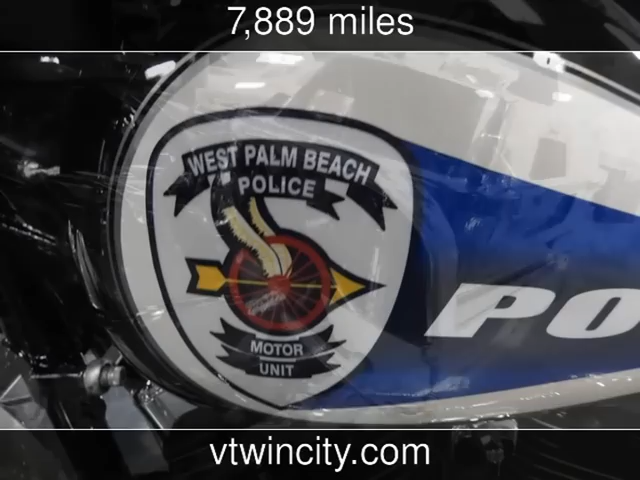 7,889 miles
WEST PALM BEACH
POLICE
PO
MOTOR
UNIT
vtwincity.com